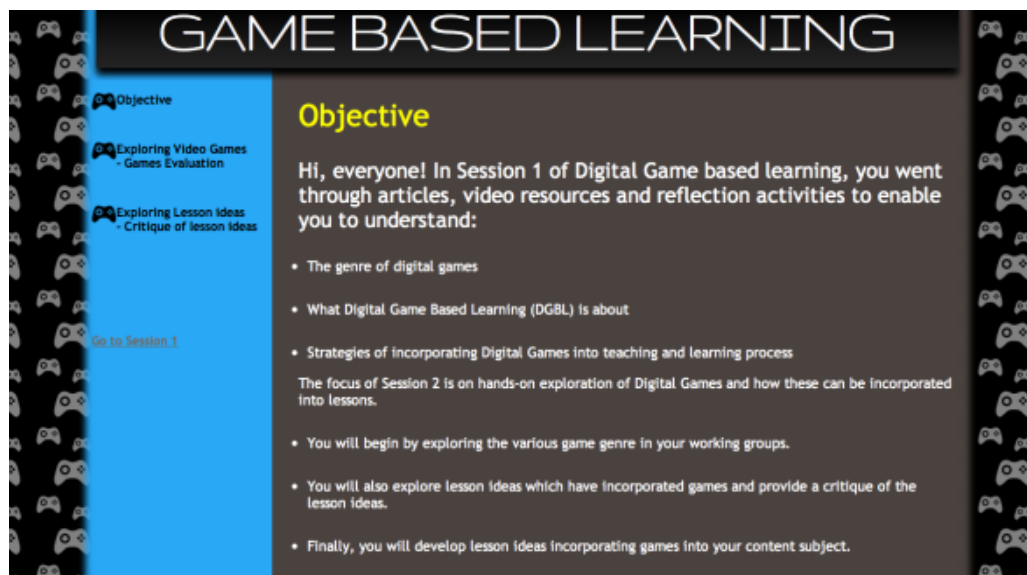 GAME BASED LEARNING
Objective
Exploring Video Games
- Games Evaluation
Exploring Lesson ideas
- Critique of lesson ideas
Go to Session 1
Objective
Hi, everyone! In Session 1 of Digital Game based learning, you went
through articles, video resources and reflection activities to enable
you to understand:
• The genre of digital games
• What Digital Game Based Learning (DGBL) is about
• Strategies of incorporating Digital Games into teaching and learning process
The focus of Session 2 is on hands-on exploration of Digital Games and how these can be incorporated
into lessons.
• You will begin by exploring the various game genre in your working groups.
• You will also explore lesson ideas which have incorporated games and provide a critique of the
lesson ideas.
• Finally, you will develop lesson ideas incorporating games into your content subject.